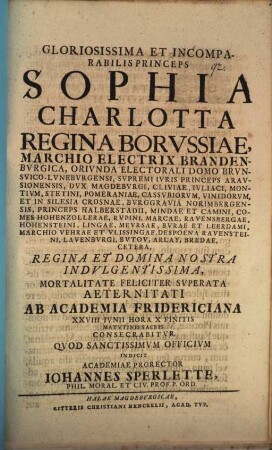 GLORIOSISSIMA ET INCOMPA-
RABILIS PRINCEPS
SOPHIA
CHARLOTTA
REGINA BORVSSIAE,
MARCHIO ELECTRIX BRANDEN-
BVRGICA, ORIVNDA ELECTORALI DOMO BRVN-
SVICO-LVNEBVRGENSI, SVPREMI IVRIS PRINCEPS ARAV-
SIONENSIS, DVX MAGDEBVRGI, CLIVIAE, IVLIACI, MON-
TIVM, STETINI, POMERANIAE, CASSVBIORVM, VINIDORVM,
ET IN SILESIA CROSNAE, BVRGGRAVIA NORIMBERGEN-
SIS, PRINCEPS HALBERSTADII, MINDAE ET CAMINI, CO-
MES HOHENZOLLERAE, RVPINI, MARCAE, RAVENSBERGAE,
HOHENSTEINI, LINGAE, MEVRSAE, BVRAE ET LEERDAMI,
MARCHIO VEHRAE ET VLISSINGAE, DESPOENA RAVENSTEI-
NI, LAVENBVRGI, BVTOV, ARLAY, BREDAE,
CETERA,
REGINA ET DOMINA NOSTRA
INDVLGENTISSIMA,
MORTALITATE FELICITER SVPERATA
AETERNITATI
AB ACADEMIA FRIDERICIANA
XXVIII IVNII HORA X FINITIS
MATVTINIS SACRIS
CONSECRABITVR.
QVOD SANCTISSIMVM OFFICIVM
INDICIT
ACADEMIAE PRORECTOR
IOHANNES SPERLETTE,
PHIL. MORAL. ET CIV. PROF. P. ORD.
HALAE MAGDEBVRGICAE,
LITTERIS CHRISTIANI HENCKELII, ACAD. TYP.